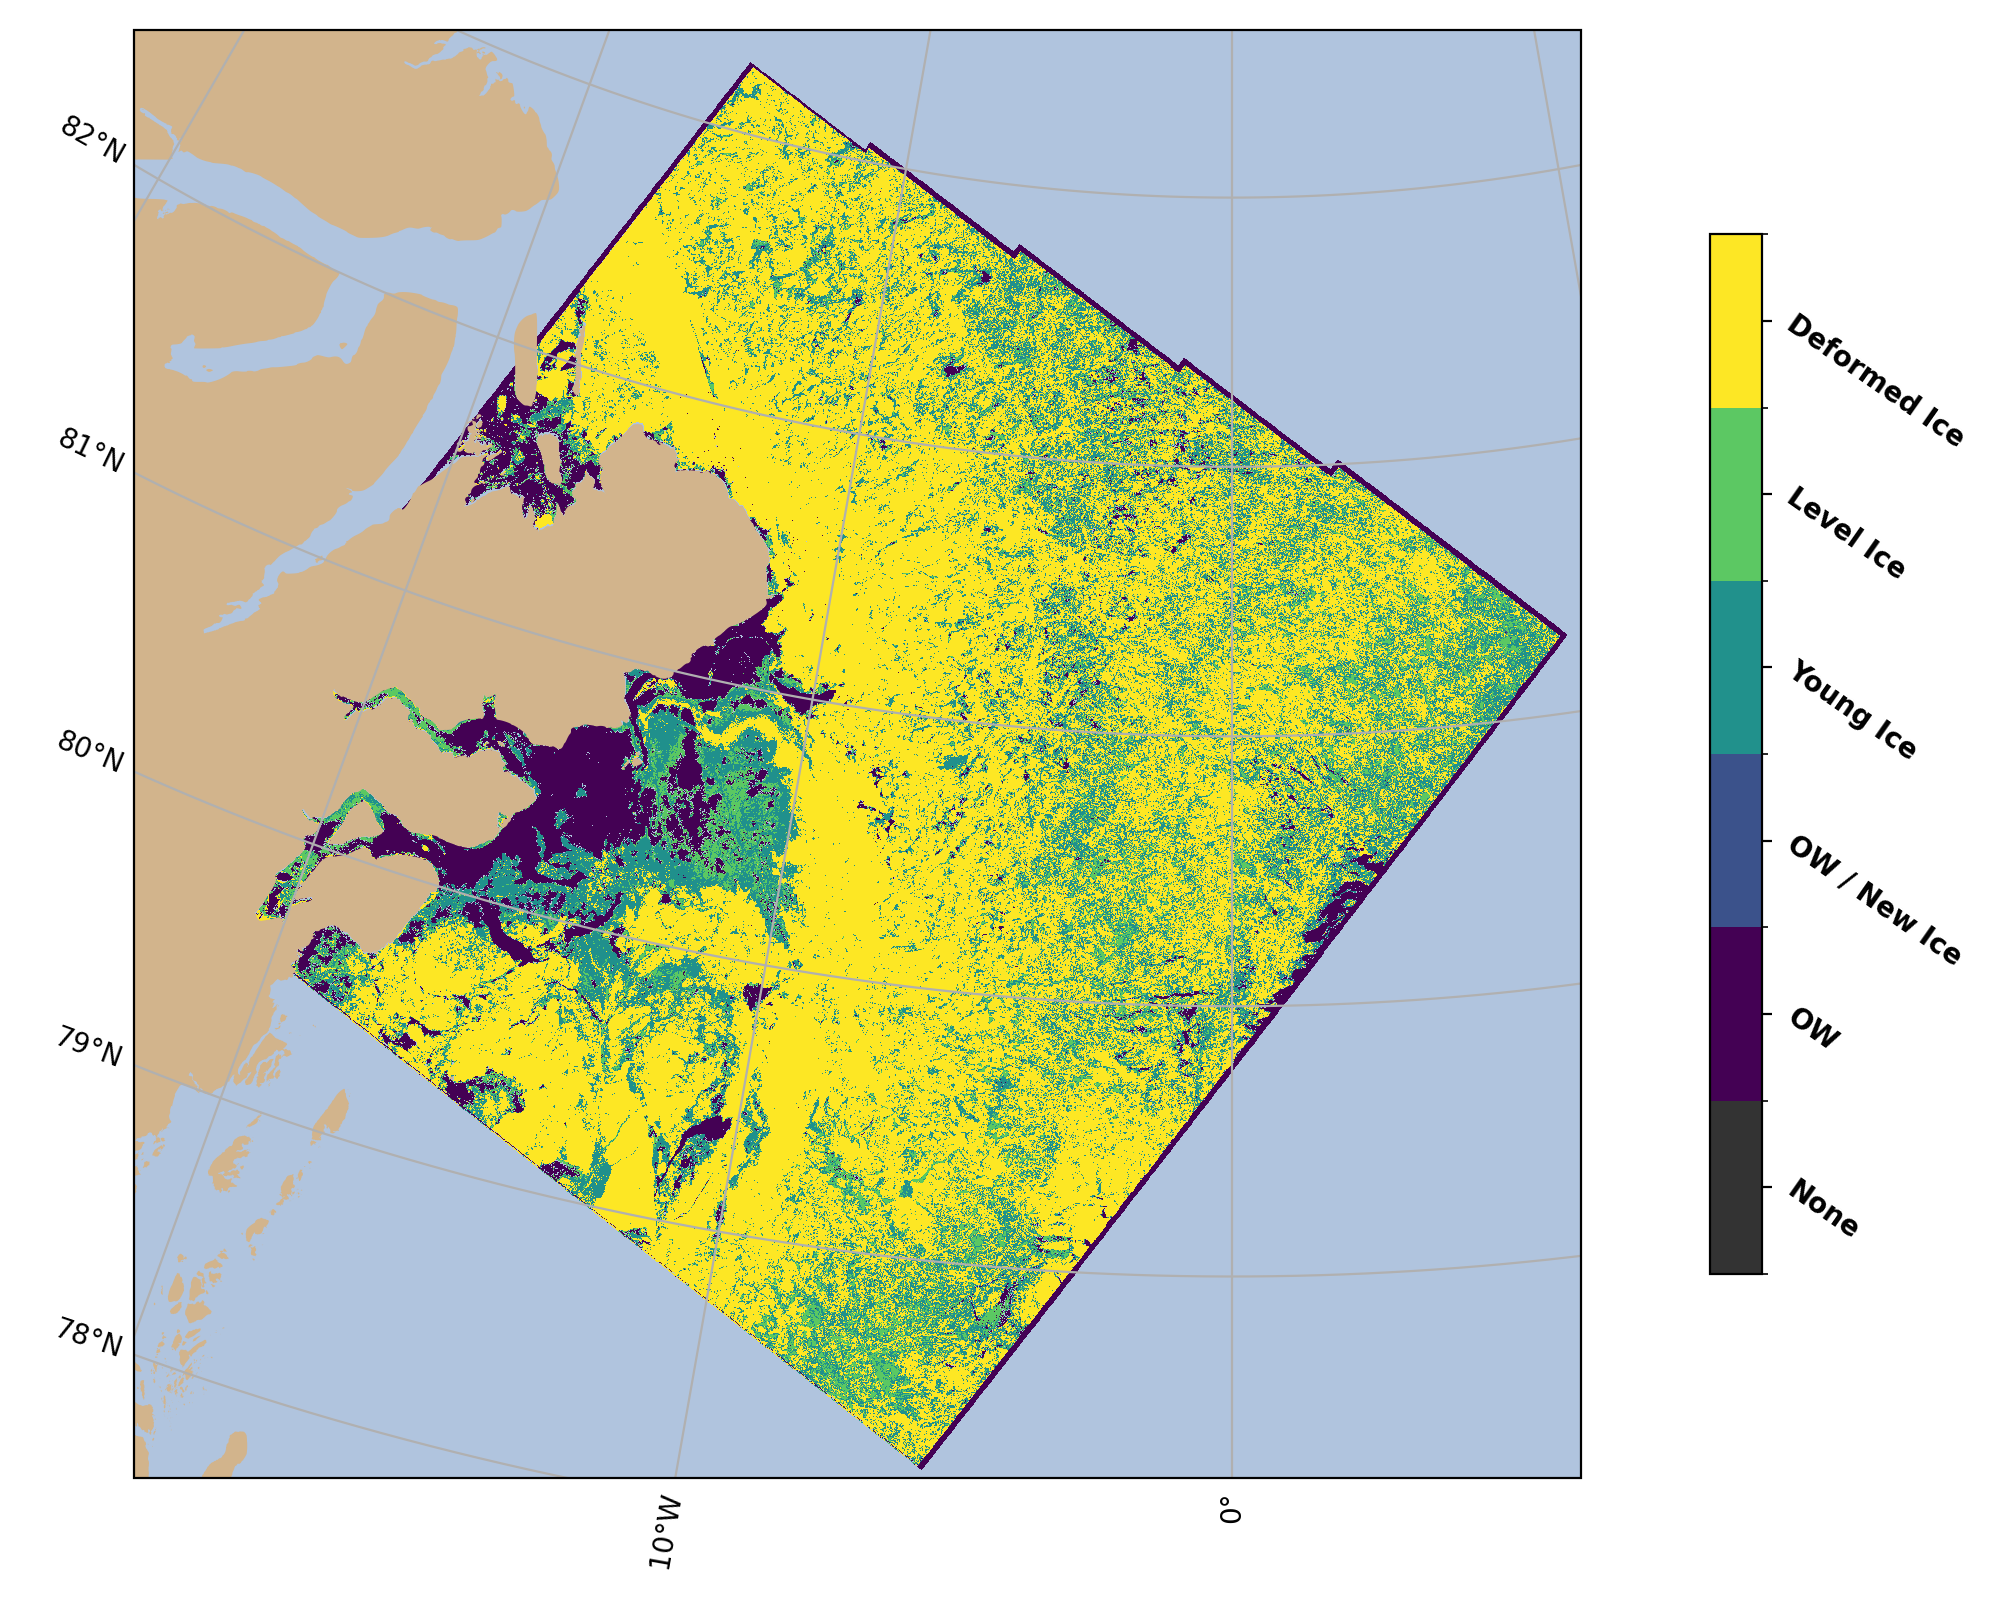 82°N
81°N
80°N
79°N
78°N
10°W
0°
Deformed Ice
Level Ice
Young Ice
OW / New Ice
OW
None